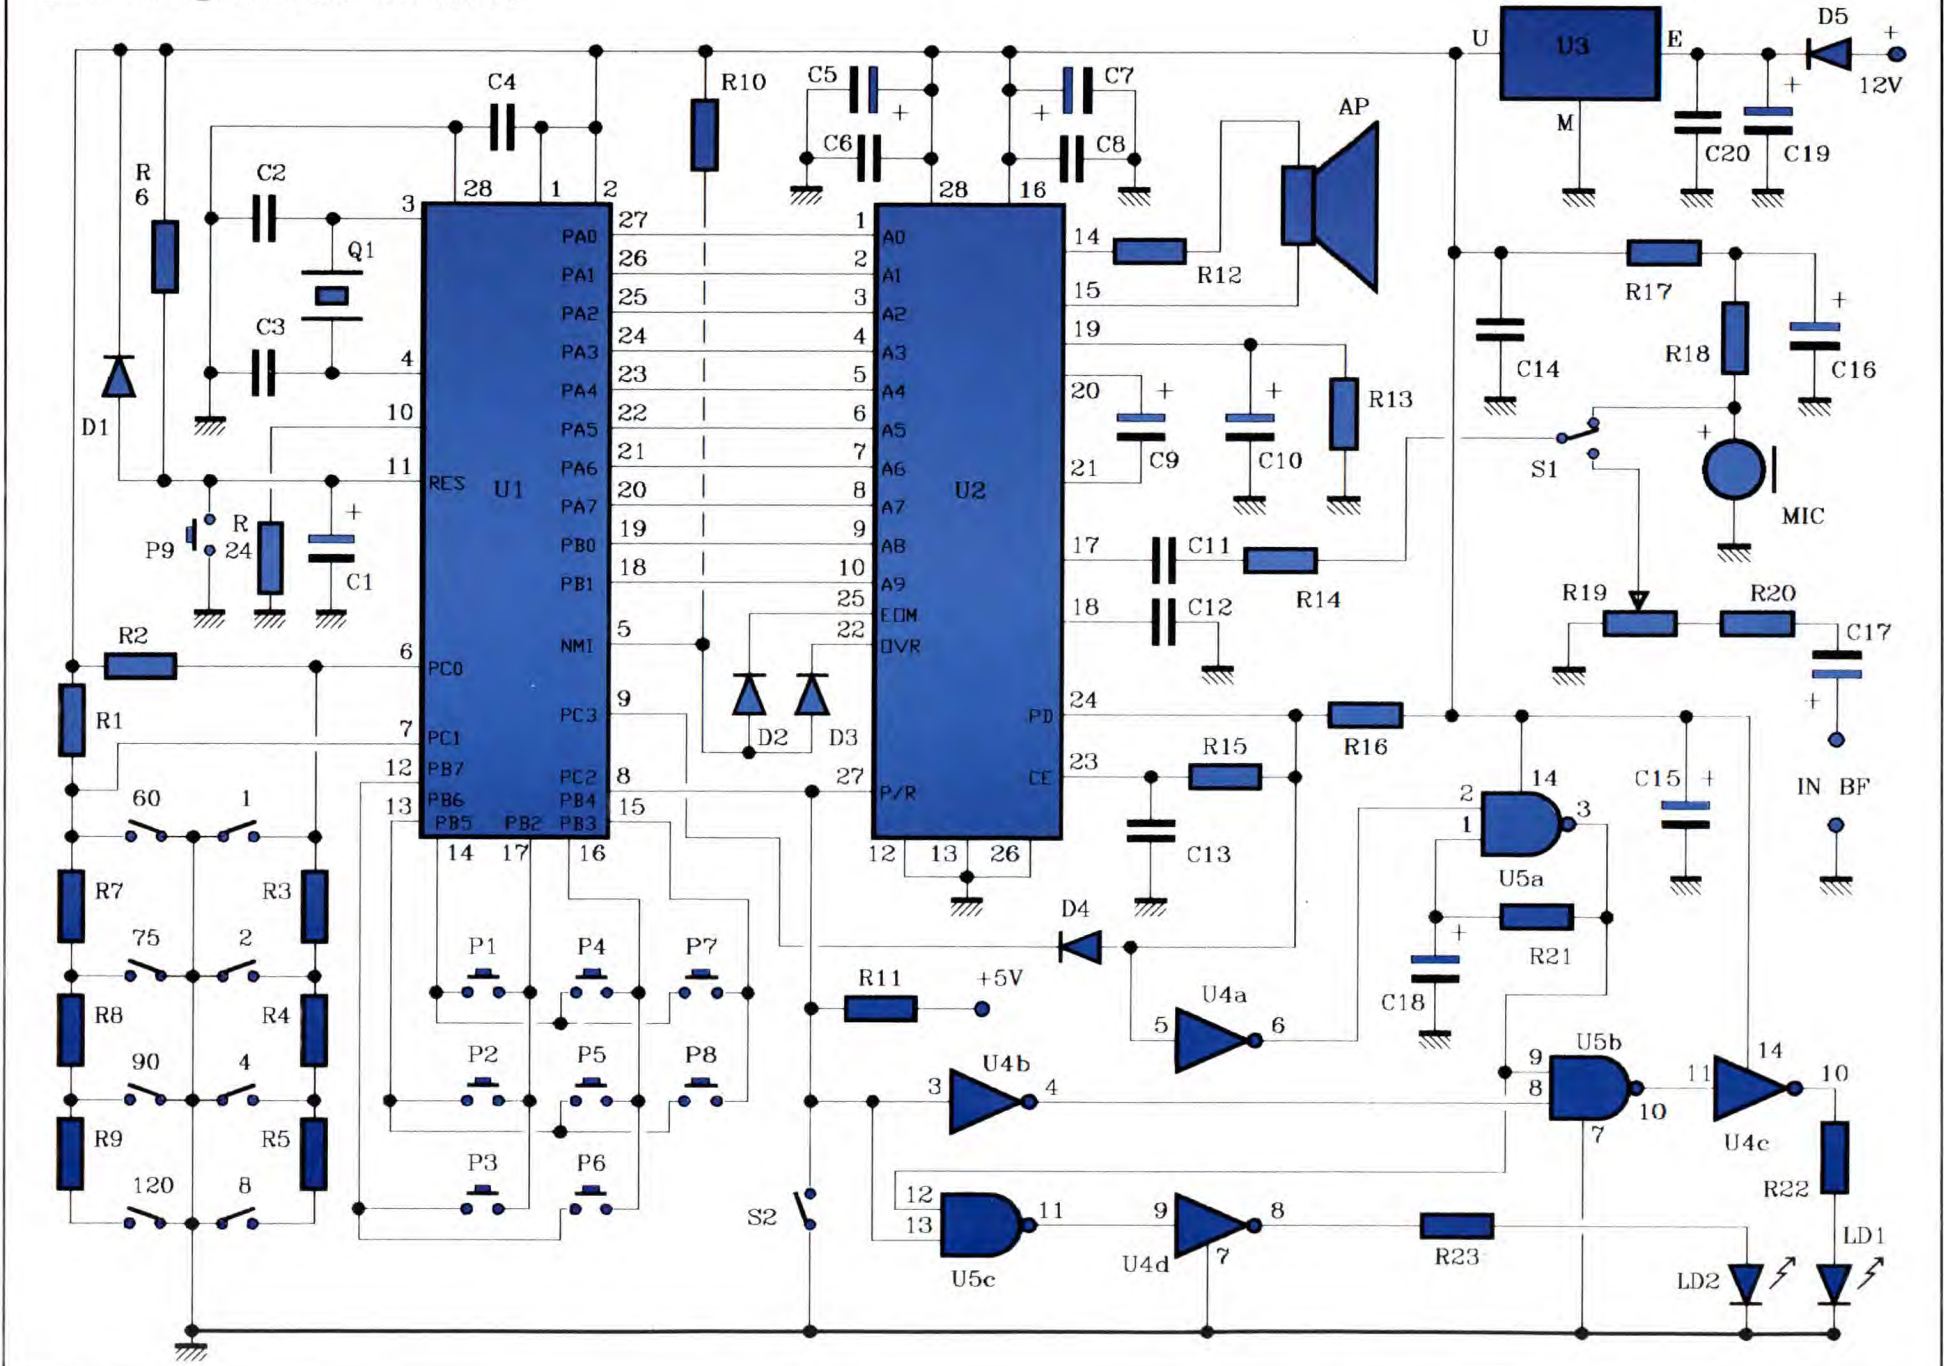 U U3 E D5 +
12V
M
C20 + C19
C4
R10
C5 +
C6
C7 +
C8
AP
R
6
C2
Q1
C3
D1
P9
R
24
+
C1
28 1 2
3
4
10
11 RES
U1
PA0 27
PA1 26
PA2 25
PA3 24
PA4 23
PA5 22
PA6 21
PA7 20
PB0 19
PB1 18
NMI 5
PC3 9
PC2 8
PB4 15
PB3
6 PC0
7 PC1
12 PB7
PB6
13 PB5 PB2
14 17 16
28 16
U2
1 A0
2 A1
3 A2
4 A3
5 A4
6 A5
7 A6
8 A7
9 A8
10 A9
25 EOM
22 OVR
27 P/R
14 R12
15
19
20 + C9
21
+ C10
R13
17 C11 R14
18 C12
PD 24
CE 23
R15
R16
C13
12 13 26
D2 D3
R17
R18
C14
+ C16
S1
+ MIC
R19 R20
C17 +
IN BF
C15 +
2
1
14
3
U5a
R21
+ C18
R2
R1
60 1
R7 R3
75 2
R8 R4
90 4
R9 R5
120 8
P1 P4 P7
P2 P5 P8
P3 P6
D4
R11 +5V
5 U4a 6
3 U4b 4
9
8
U5b
10
7
11 14 10
U4c
R22
S2
12
13
11
U5c
9 8
U4d 7
R23
LD2 LD1